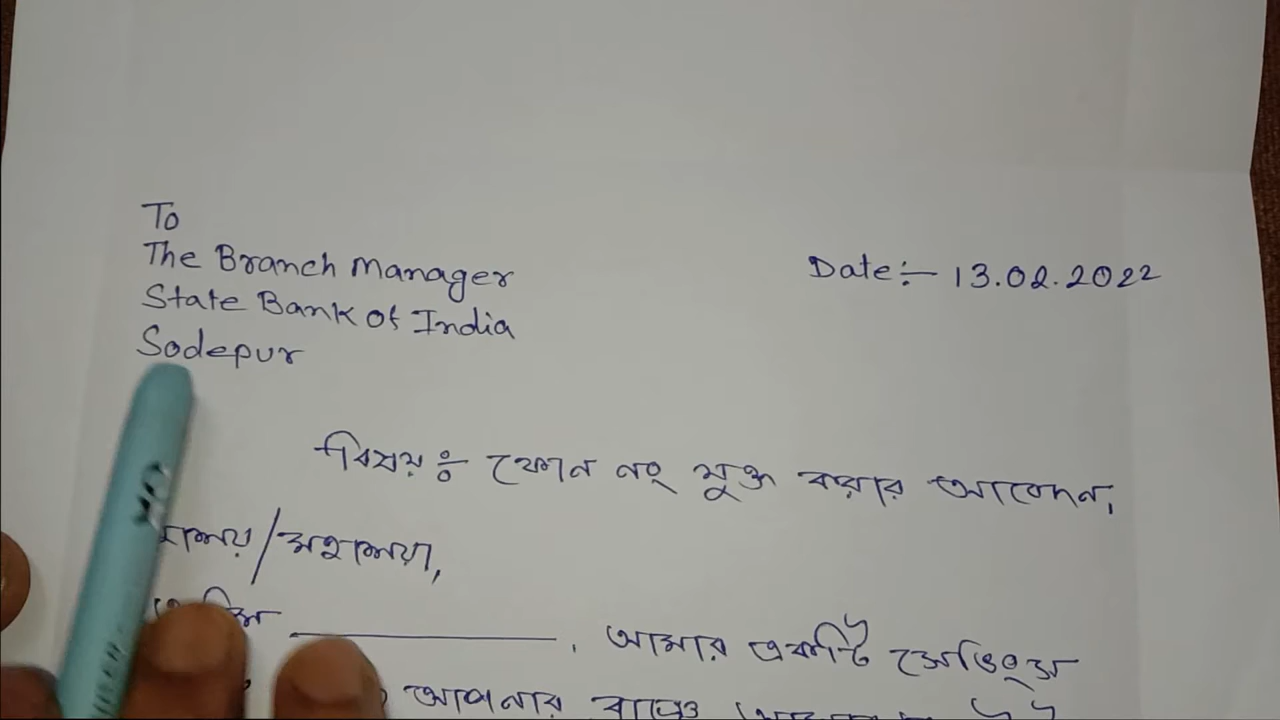 To
The Branch Manager
Date:- 13.02.2022
State Bank of India
Sodepur
বিষয়ঃ ফোন নং যুক্ত করার আবেদন,
মহাশয়/মহাশয়া,
আমার একটি সেভিংস
আপনার